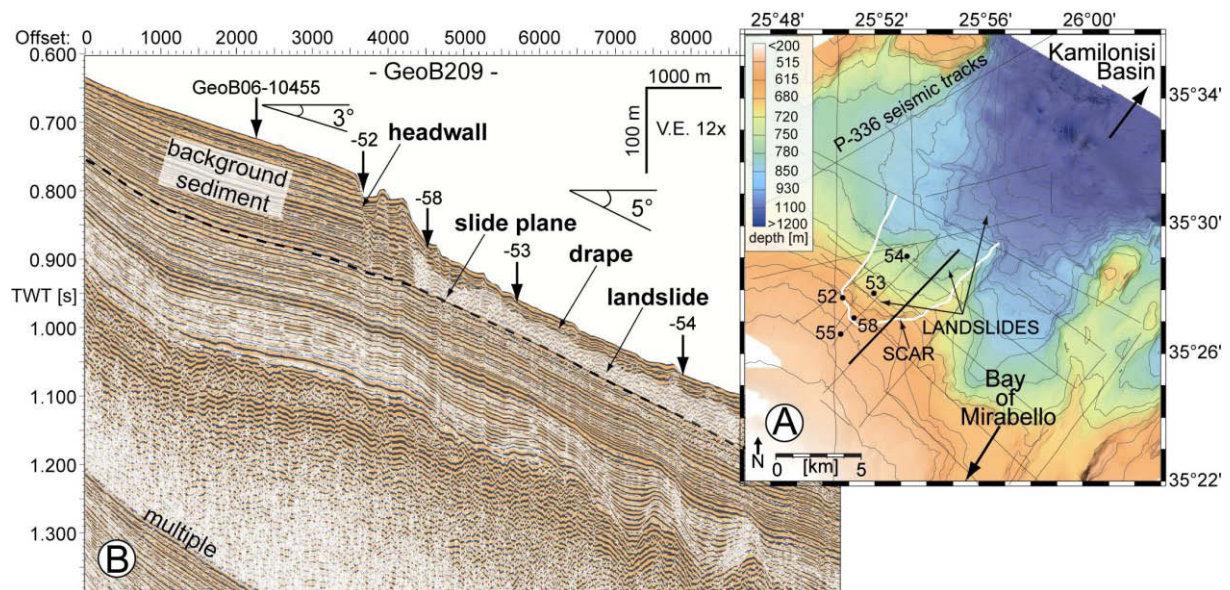 Offset:
0 1000 2000 3000 4000 5000 6000 7000 8000
0.600
0.700
0.800
0.900
TWT [s]
1.000
1.100
1.200
1.300
- GeoB209 -
GeoB06-10455
3°
1000 m
100 m
V.E. 12x
-52
headwall
background
sediment
-58
slide plane
5°
-53
drape
landslide
-54
multiple
B
25°48' 25°52' 25°56' 26°00'
<200
515
615
680
720
750
780
850
930
1100
>1200
depth [m]
P-336 seismic tracks
Kamilonisi
Basin
35°34'
35°30'
35°26'
35°22'
54
53
52
58
55
LANDSLIDES
SCAR
Bay
of
Mirabello
A
N
0 [km] 5